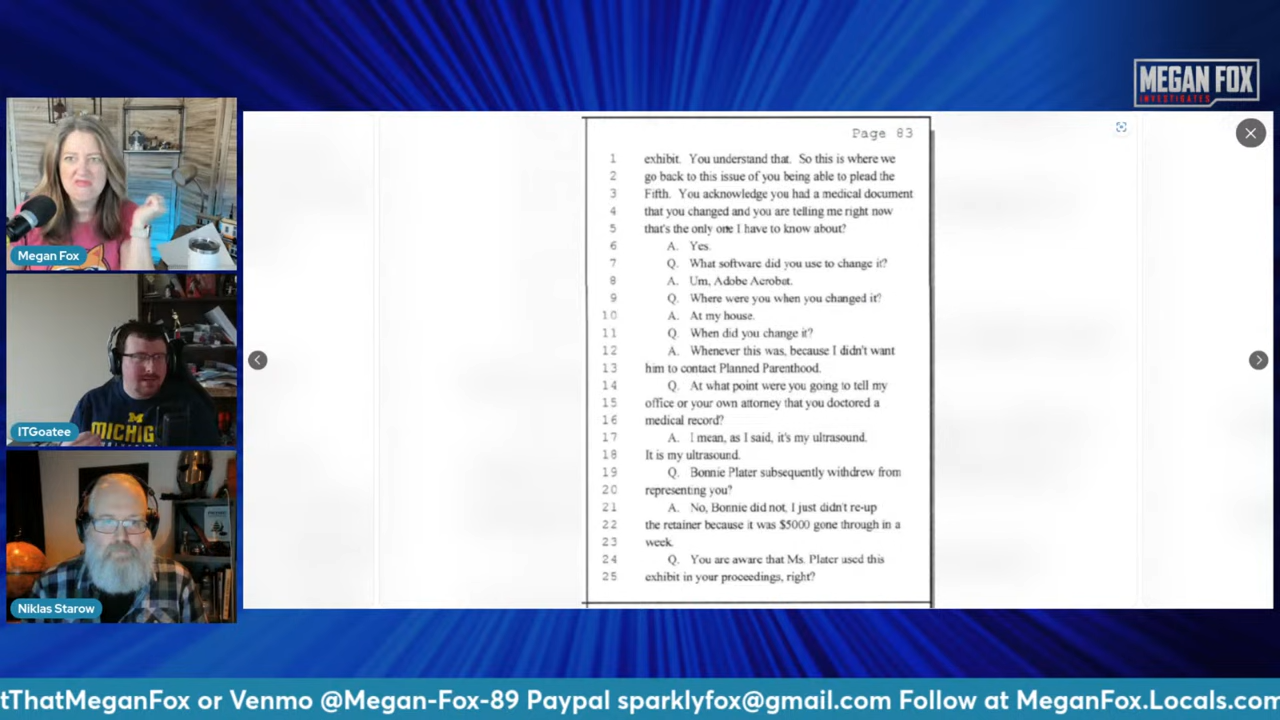 MEGAN FOX
INVESTIGATES
Page 83
1 exhibit. You understand that. So this is where we
2 go back to this issue of you being able to plead the
3 Fifth. You acknowledge you had a medical document
4 that you changed and you are telling me right now
5 that's the only one I have to know about?
6 A. Yes.
7 Q. What software did you use to change it?
8 A. Um, Adobe Acrobat.
9 Q. Where were you when you changed it?
10 A. At my house.
11 Q. When did you change it?
12 A. Whenever this was, because I didn't want
13 him to contact Planned Parenthood.
14 Q. At what point were you going to tell my
15 office or your own attorney that you doctored a
16 medical record?
17 A. I mean, as I said, it's my ultrasound.
18 It is my ultrasound.
19 Q. Bonnie Plater subsequently withdrew from
20 representing you?
21 A. No, Bonnie did not, I just didn't re-up
22 the retainer because it was $5000 gone through in a
23 week.
24 Q. You are aware that Ms. Plater used this
25 exhibit in your proceedings, right?
Megan Fox
M
MICHIG
ITGoatee
Niklas Starow
tThatMeganFox or Venmo @Megan-Fox-89 Paypal sparklyfox@gmail.com Follow at MeganFox.Locals.com